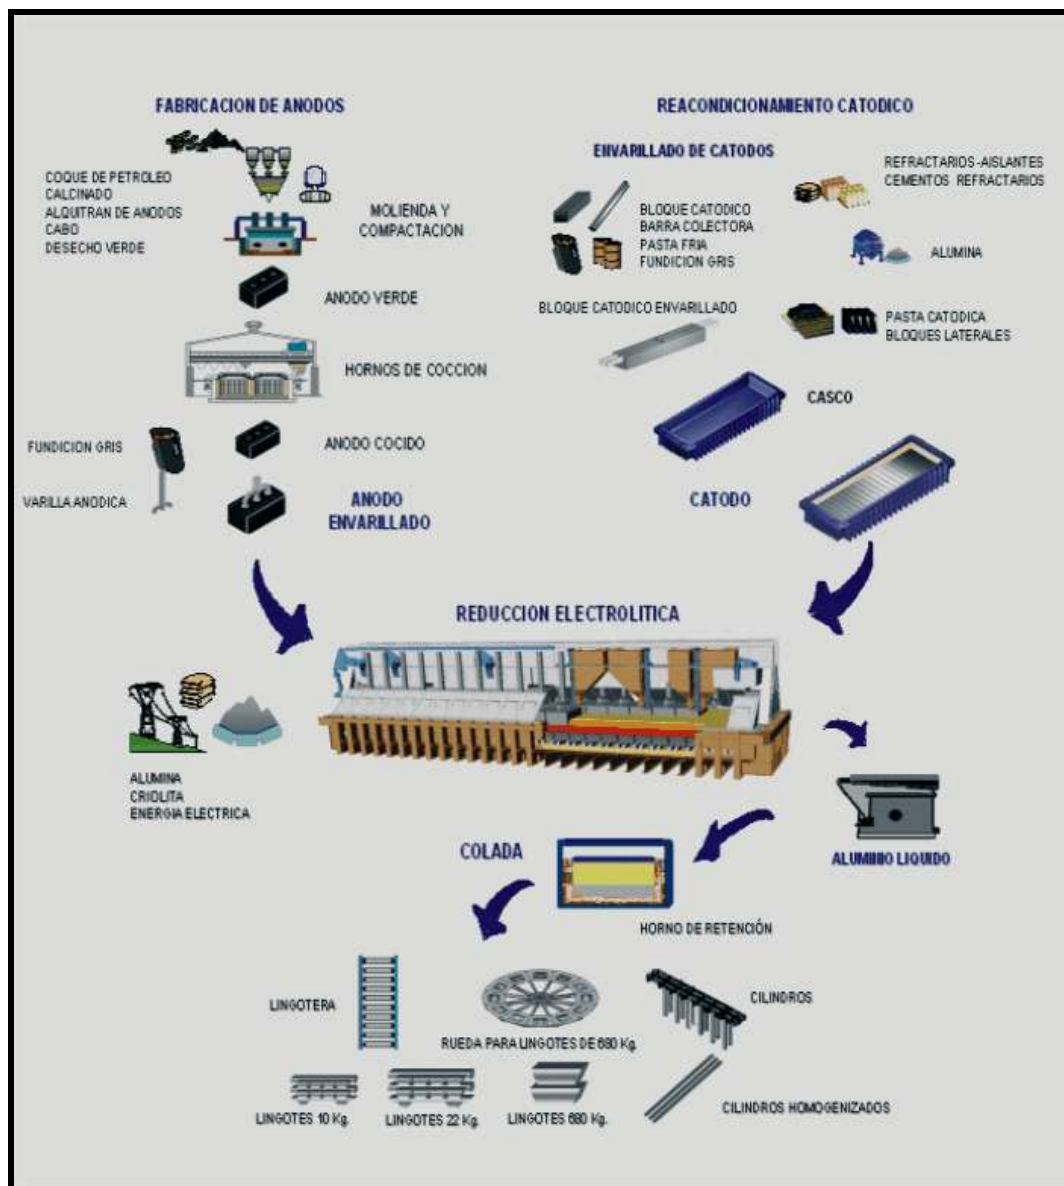 FABRICACION DE ANODOS
COQUE DE PETROLEO
CALCINADO
ALQUITRAN DE ANODOS
CABO
DESECHO VERDE
MOLIENDA Y
COMPACTACION
ANODO VERDE
HORNOS DE COCCION
FUNDICION GRIS
ANODO COCIDO
VARILLA ANODICA
ANODO
ENVARILLADO
REACONDICIONAMIENTO CATODICO
ENVARILLADO DE CATODOS
REFRACTARIOS -AISLANTES
CEMENTOS REFRACTARIOS
BLOQUE CATODICO
BARRA COLECTORA
PASTA FRIA
FUNDICION GRIS
ALUMINA
BLOQUE CATODICO ENVARILLADO
PASTA CATODICA
BLOQUES LATERALES
CASCO
CATODO
REDUCCION ELECTROLITICA
ALUMINA
CRIOLITA
ENERGIA ELECTRICA
ALUMINIO LIQUIDO
COLADA
HORNO DE RETENCIÓN
LINGOTERA
RUEDA PARA LINGOTES DE 680 Kg.
CILINDROS
LINGOTES 10 Kg.
LINGOTES 22 Kg.
LINGOTES 680 Kg.
CILINDROS HOMOGENIZADOS